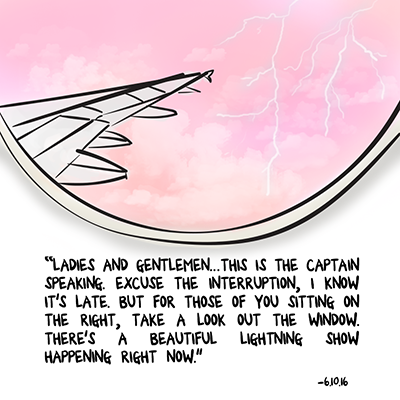 "LADIES AND GENTLEMEN...THIS IS THE CAPTAIN
SPEAKING. EXCUSE THE INTERRUPTION, I KNOW
IT'S LATE. BUT FOR THOSE OF YOU SITTING ON
THE RIGHT, TAKE A LOOK OUT THE WINDOW.
THERE'S A BEAUTIFUL LIGHTNING SHOW
HAPPENING RIGHT NOW."
-6.10.16